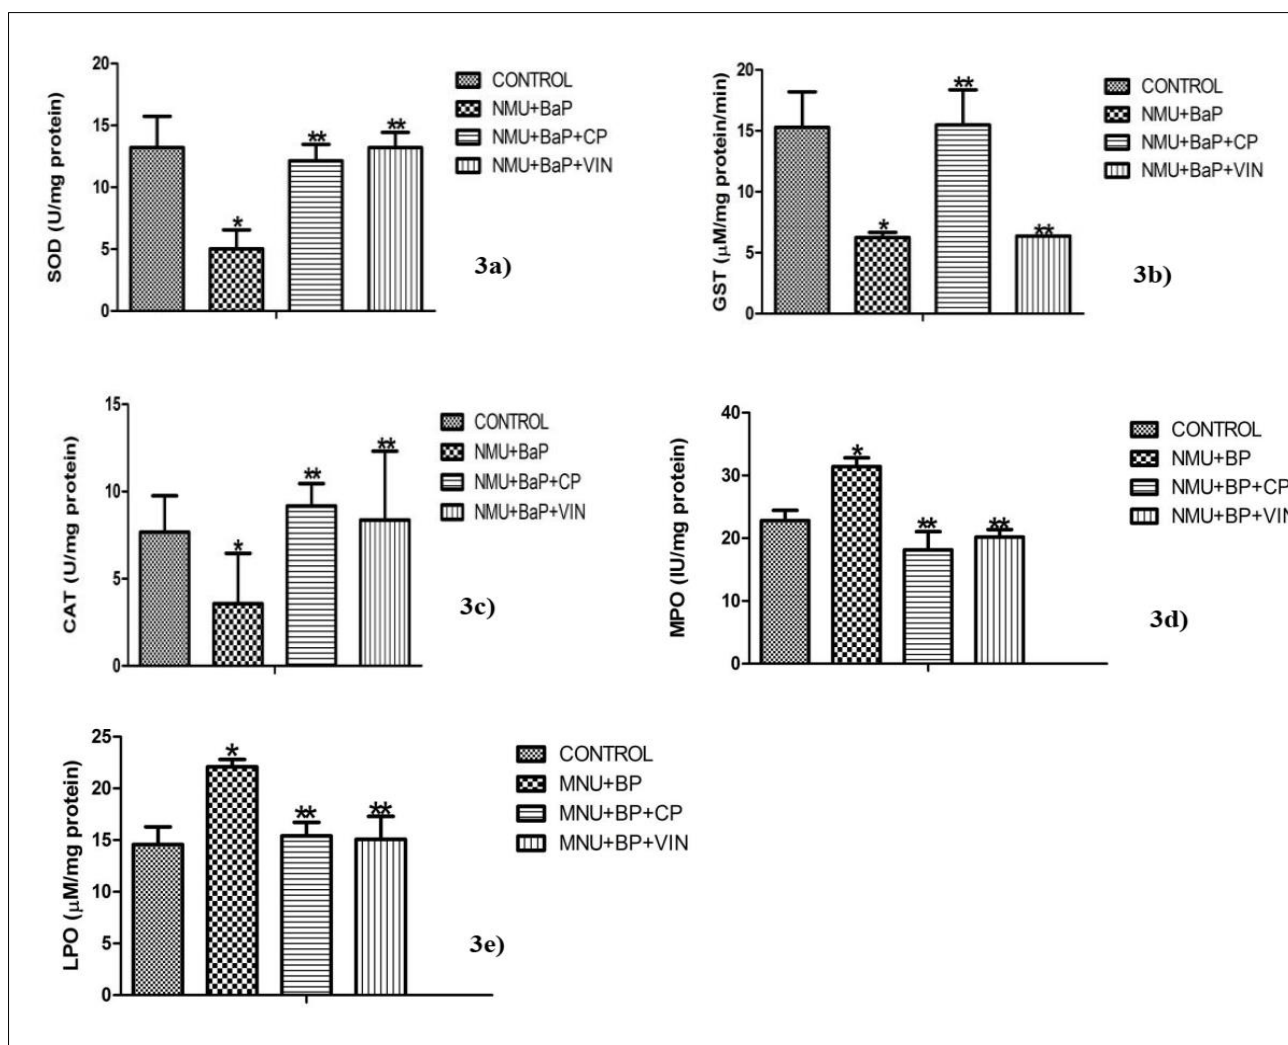 20
15
10
5
0
SOD (U/mg protein)
*
**
**
CONTROL
NMU+BaP
NMU+BaP+CP
NMU+BaP+VIN
3a)
20
15
10
5
0
GST (μM/mg protein/min)
*
**
**
CONTROL
NMU+BaP
NMU+BaP+CP
NMU+BaP+VIN
3b)
15
10
5
0
CAT (U/mg protein)
*
**
**
CONTROL
NMU+BaP
NMU+BaP+CP
NMU+BaP+VIN
3c)
40
30
20
10
0
MPO (IU/mg protein)
*
**
**
CONTROL
NMU+BP
NMU+BP+CP
NMU+BP+VIN
3d)
25
20
15
10
5
0
LPO (μM/mg protein)
*
**
**
CONTROL
MNU+BP
MNU+BP+CP
MNU+BP+VIN
3e)